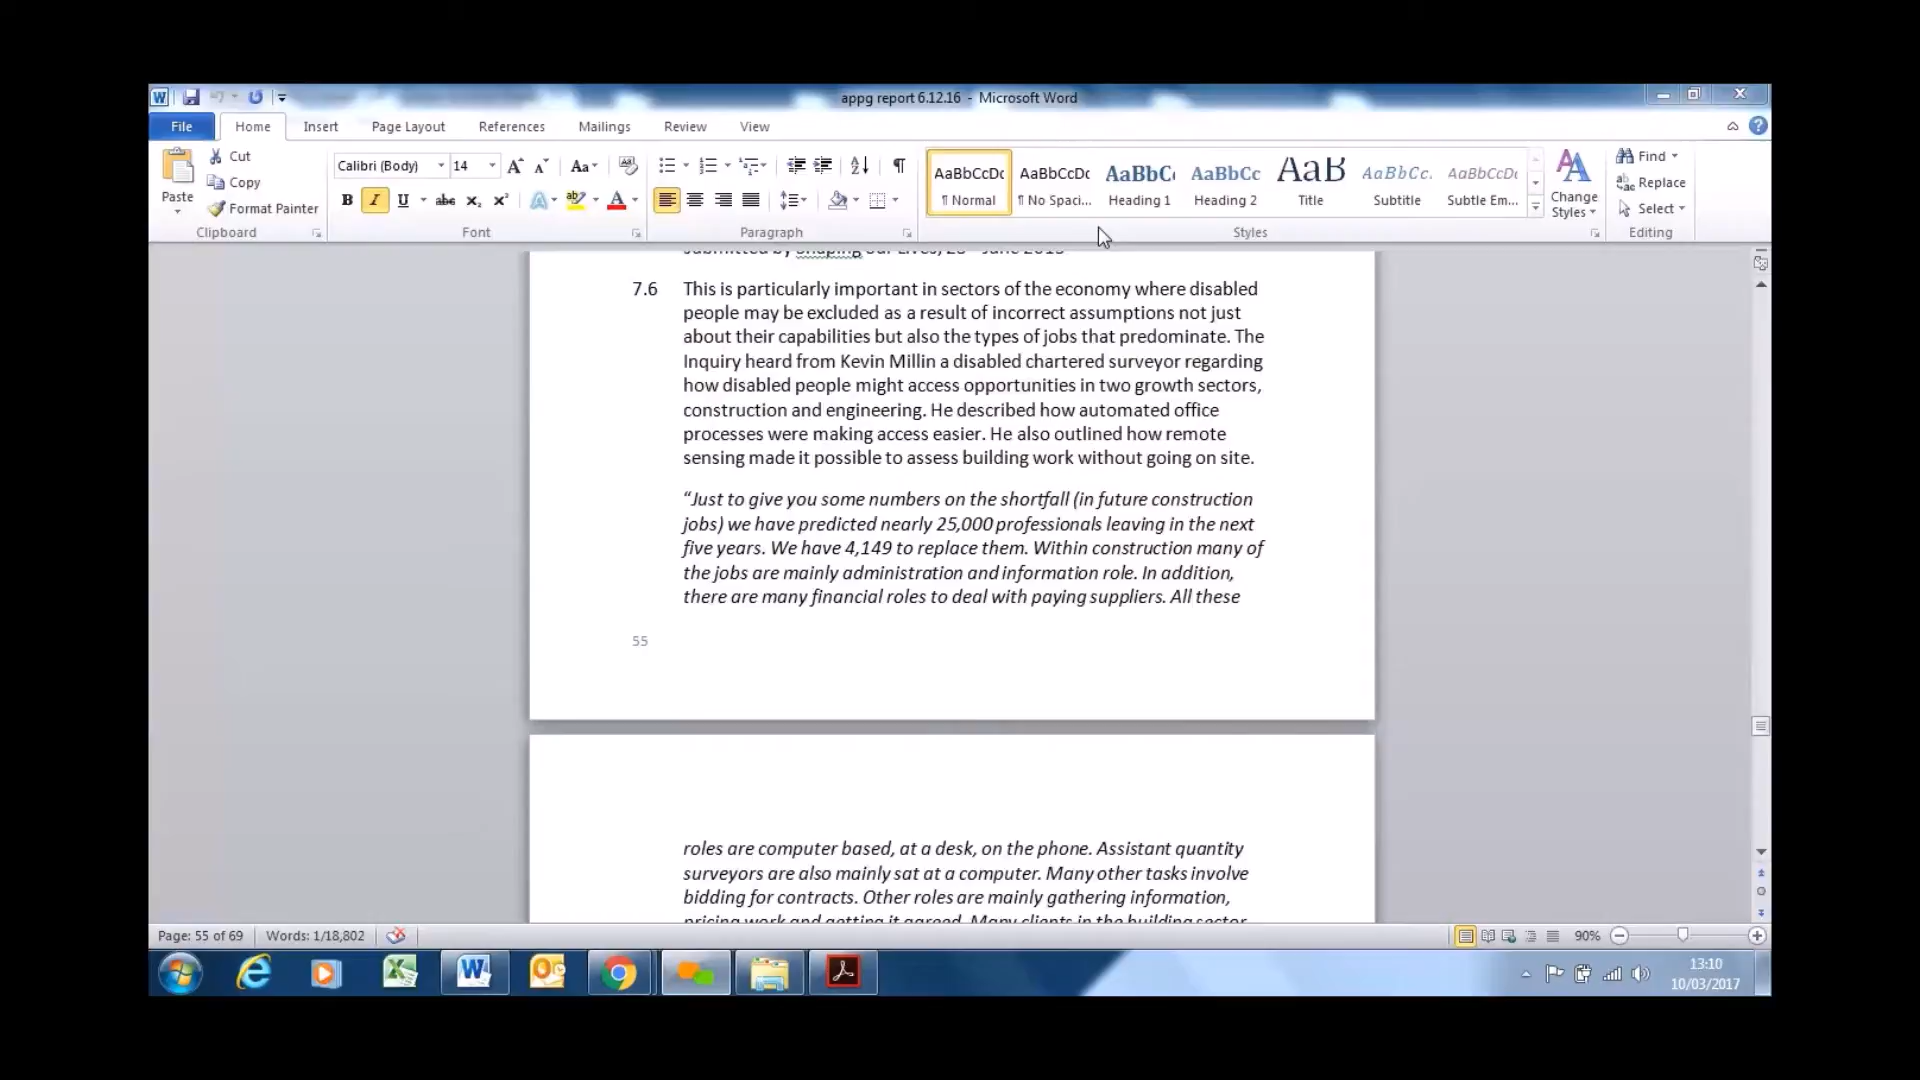 appg report 6.12.16 - Microsoft Word
File Home Insert Page Layout References Mailings Review View
Cut
Copy
Format Painter
Paste
Clipboard
Calibri (Body) 14
Font
Paragraph
AaBbCcDc AaBbCcDc AaBbC AaBbCc AaB AaBbCc. AaBbCcDc
¶ Normal ¶ No Spaci... Heading 1 Heading 2 Title Subtitle Subtle Em...
Styles
Change
Styles
Find
Replace
Select
Editing
submitted by Shaping Our Lives, June 2015
7.6 This is particularly important in sectors of the economy where disabled
people may be excluded as a result of incorrect assumptions not just
about their capabilities but also the types of jobs that predominate. The
Inquiry heard from Kevin Millin a disabled chartered surveyor regarding
how disabled people might access opportunities in two growth sectors,
construction and engineering. He described how automated office
processes were making access easier. He also outlined how remote
sensing made it possible to assess building work without going on site.
“Just to give you some numbers on the shortfall (in future construction
jobs) we have predicted nearly 25,000 professionals leaving in the next
five years. We have 4,149 to replace them. Within construction many of
the jobs are mainly administration and information role. In addition,
there are many financial roles to deal with paying suppliers. All these
55
roles are computer based, at a desk, on the phone. Assistant quantity
surveyors are also mainly sat at a computer. Many other tasks involve
bidding for contracts. Other roles are mainly gathering information,
pricing work and getting it agreed. Many clients in the building sector
Page: 55 of 69 Words: 1/18,802 90%
13:10
10/03/2017